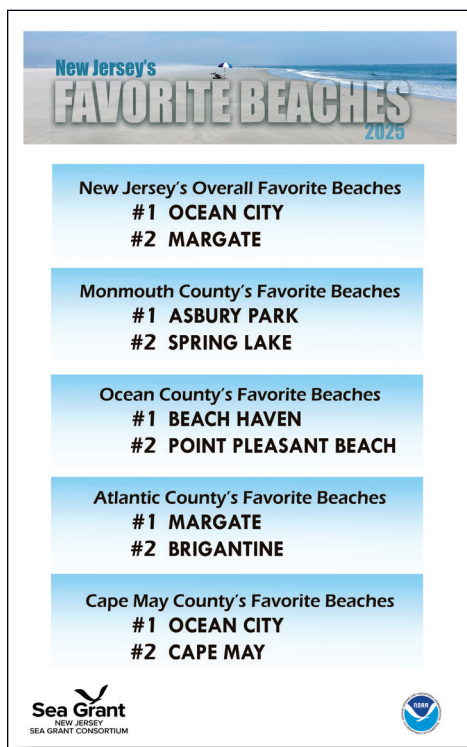 New Jersey's
FAVORITE BEACHES
2025
New Jersey's Overall Favorite Beaches
#1 OCEAN CITY
#2 MARGATE
Monmouth County's Favorite Beaches
#1 ASBURY PARK
#2 SPRING LAKE
Ocean County's Favorite Beaches
#1 BEACH HAVEN
#2 POINT PLEASANT BEACH
Atlantic County's Favorite Beaches
#1 MARGATE
#2 BRIGANTINE
Cape May County's Favorite Beaches
#1 OCEAN CITY
#2 CAPE MAY
Sea Grant
NEW JERSEY
SEA GRANT CONSORTIUM
NOAA